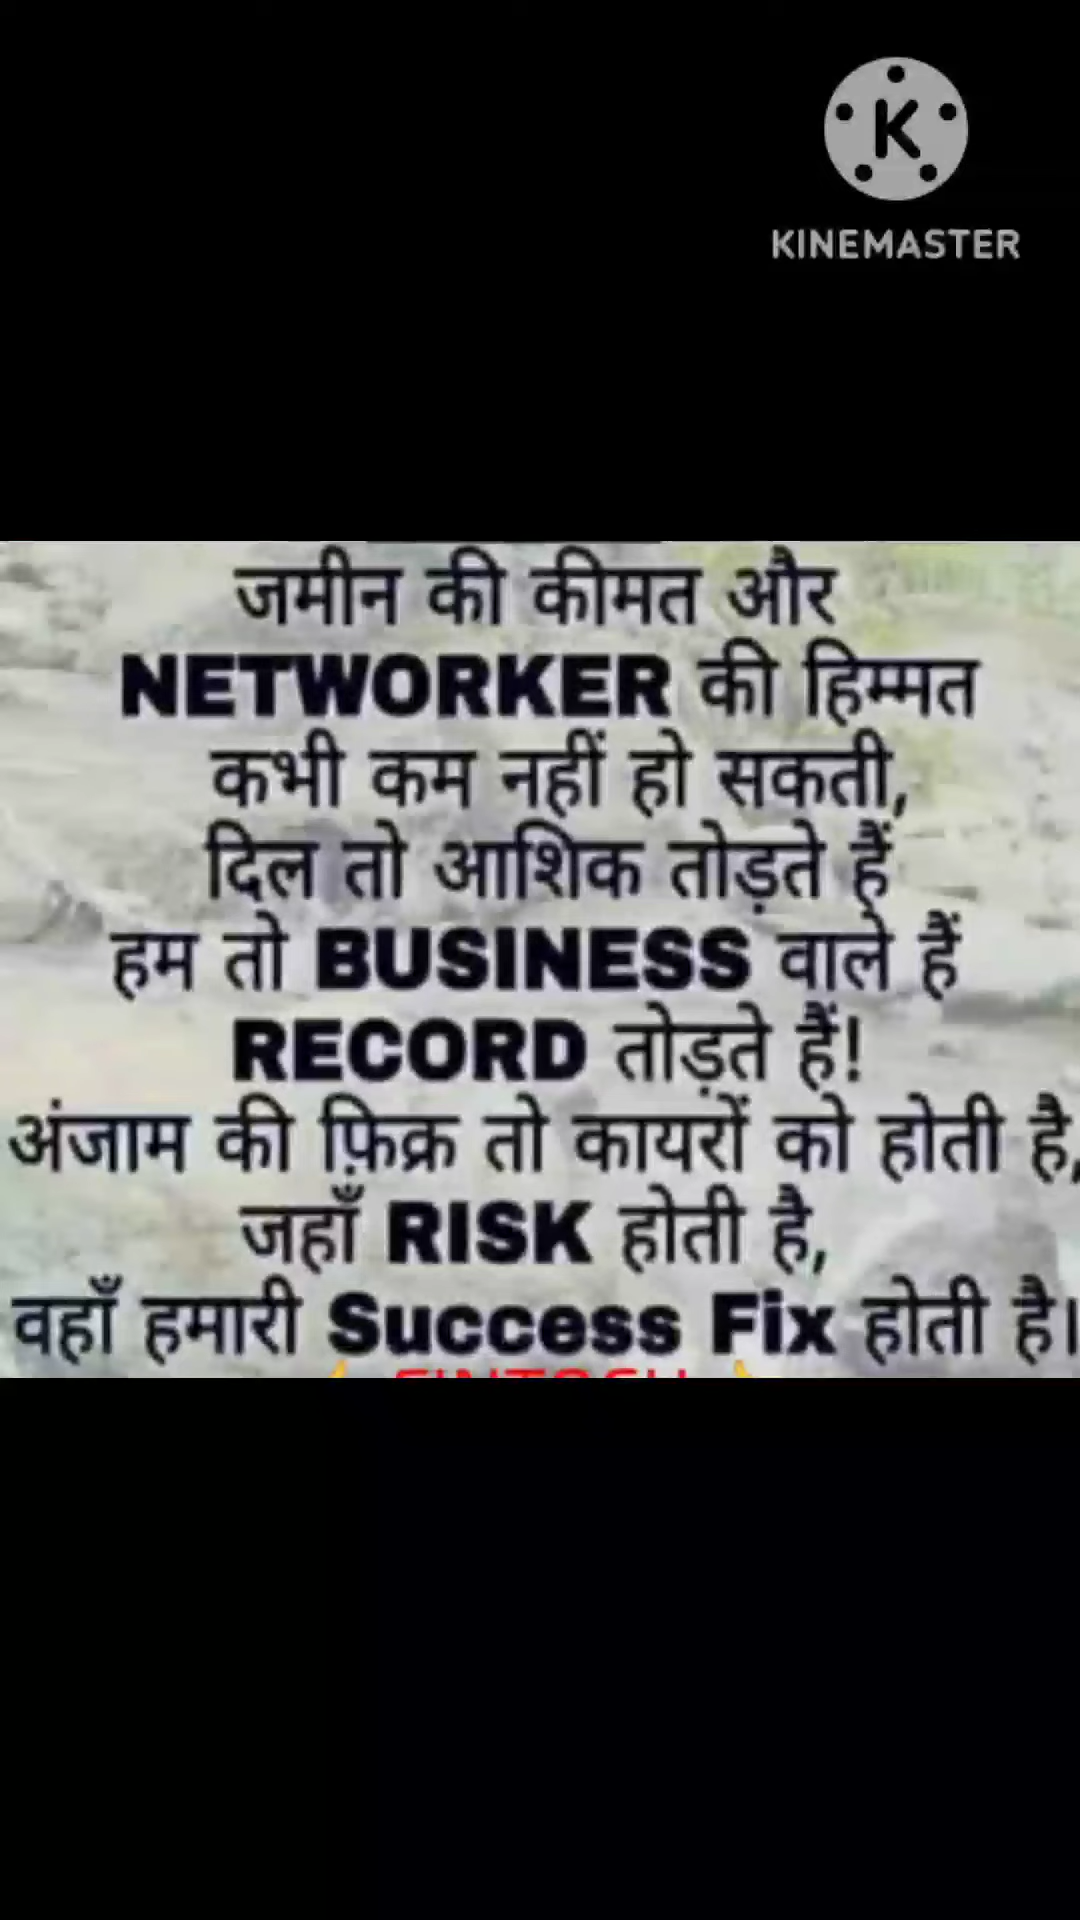 KINEMASTER
जमीन की कीमत और
NETWORKER की हिम्मत
कभी कम नहीं हो सकती,
दिल तो आशिक तोड़ते हैं
हम तो BUSINESS वाले हैं
RECORD तोड़ते हैं!
अंजाम की फ़िक्र तो कायरों को होती है,
जहाँ RISK होती है,
वहाँ हमारी Success Fix होती है।